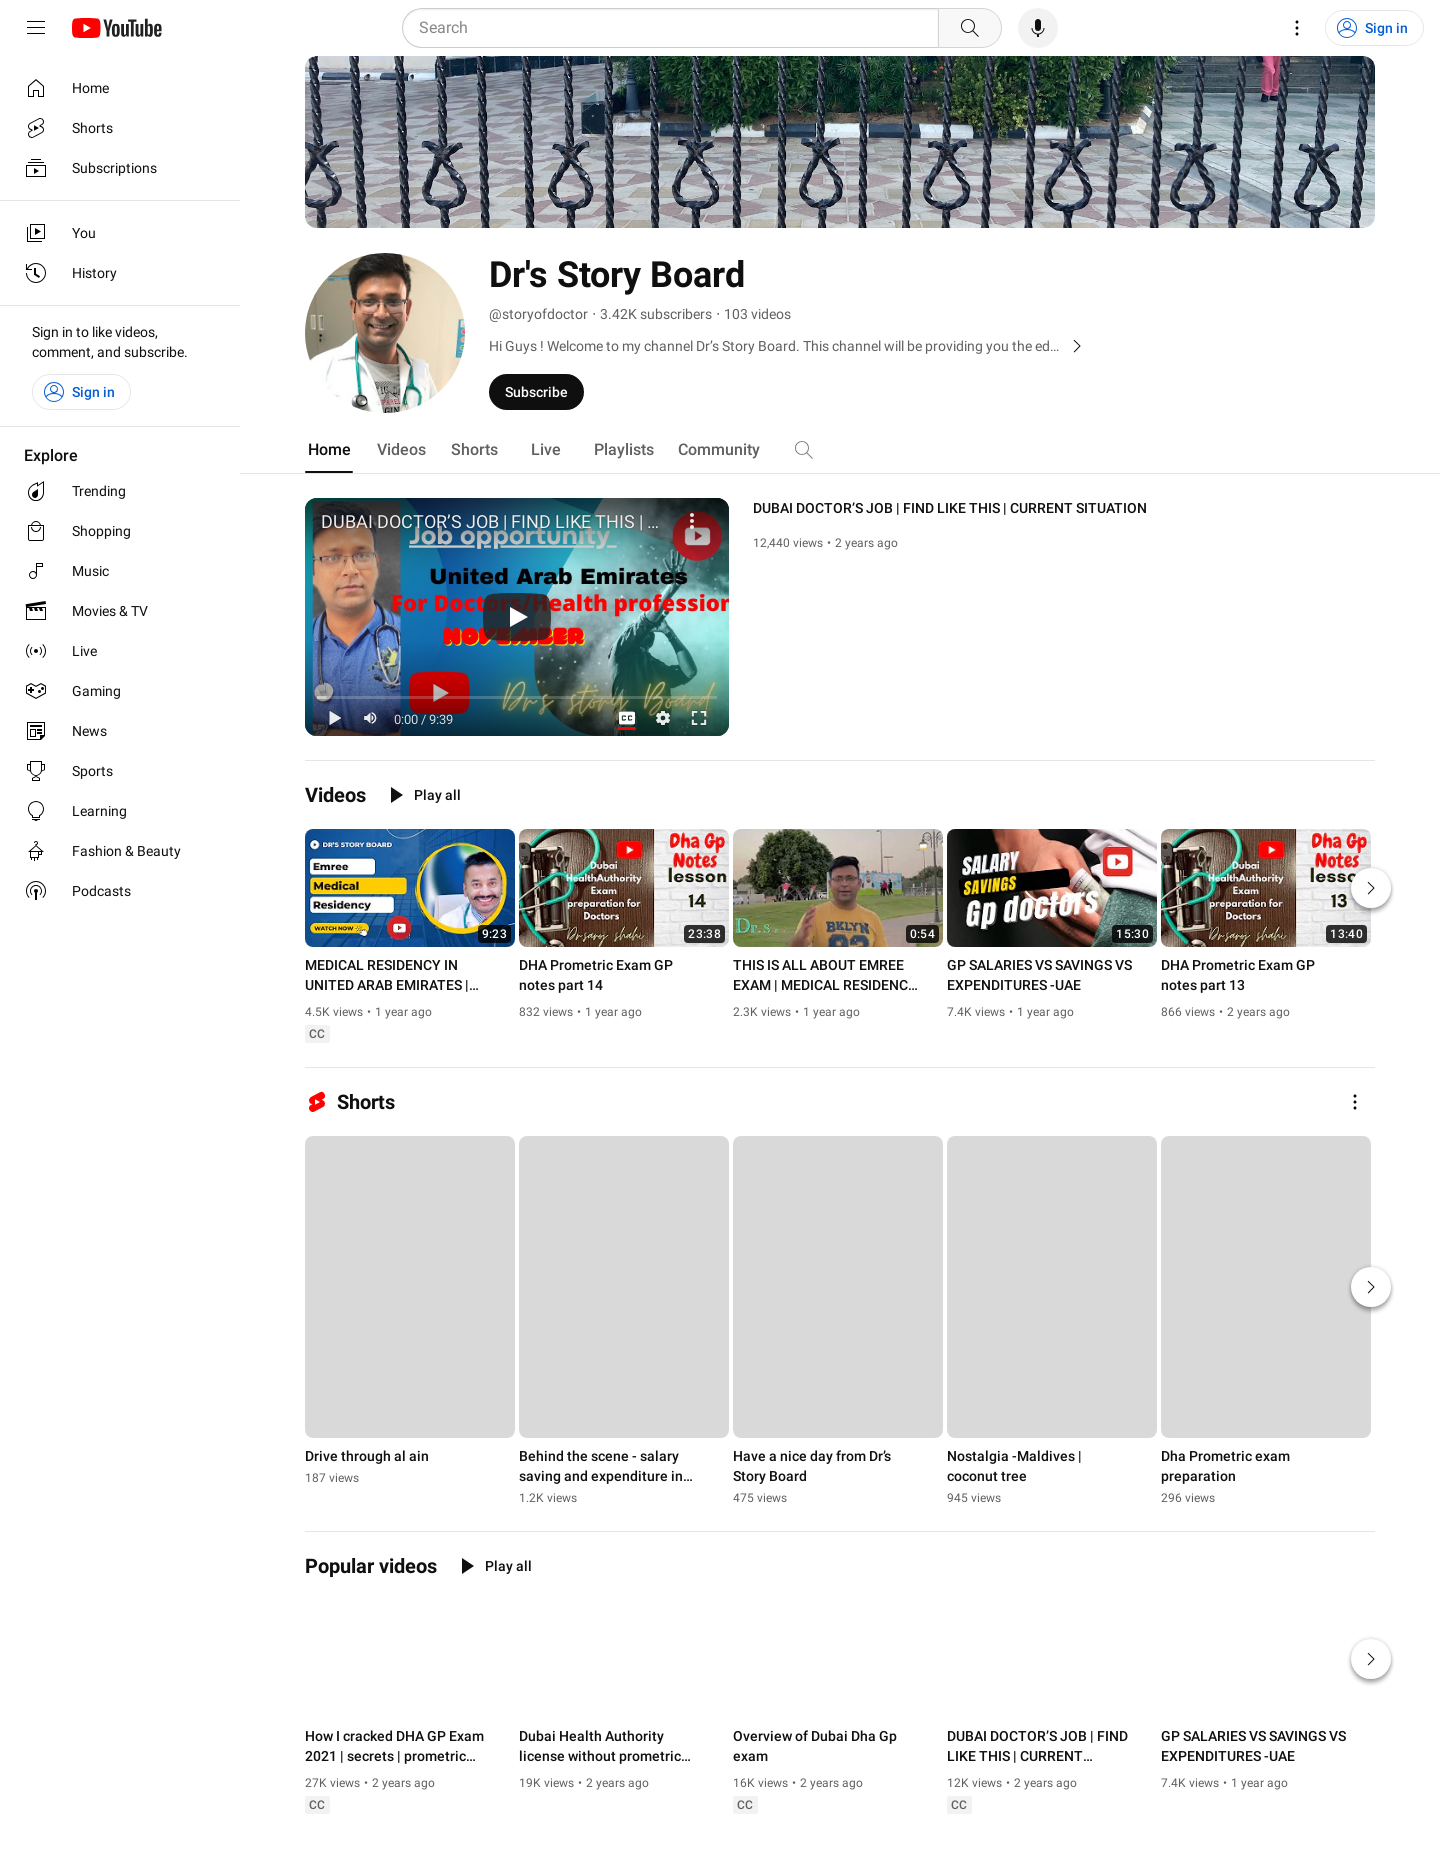 YouTube
Search
Sign in
Home
Shorts
Subscriptions
You
History
Sign in to like videos,
comment, and subscribe.
Sign in
Explore
Trending
Shopping
Music
Movies & TV
Live
Gaming
News
Sports
Learning
Fashion & Beauty
Podcasts
Dr's Story Board
@storyofdoctor · 3.42K subscribers · 103 videos
Hi Guys ! Welcome to my channel Dr’s Story Board. This channel will be providing you the ed...
Subscribe
Home Videos Shorts Live Playlists Community
DUBAI DOCTOR’S JOB | FIND LIKE THIS | ...
Job opportunity
United Arab Emirates
For Doctors/Health profession
NOVEMBER
Dr's story Board
0:00 / 9:39
CC
DUBAI DOCTOR’S JOB | FIND LIKE THIS | CURRENT SITUATION
12,440 views • 2 years ago
Videos
Play all
DR'S STORY BOARD
Emree
Medical
Residency
WATCH NOW
9:23
MEDICAL RESIDENCY IN
UNITED ARAB EMIRATES |...
4.5K views • 1 year ago
CC
Dubai
HealthAuthority
Exam
preparation for
Doctors
Dha Gp
Notes
lesson
14
23:38
DHA Prometric Exam GP
notes part 14
832 views • 1 year ago
Dr. s
BKLYN
0:54
THIS IS ALL ABOUT EMREE
EXAM | MEDICAL RESIDENC...
2.3K views • 1 year ago
SALARY
SAVINGS
Gp doctors
15:30
GP SALARIES VS SAVINGS VS
EXPENDITURES -UAE
7.4K views • 1 year ago
Dubai
HealthAuthority
Exam
preparation for
Doctors
Dha Gp
Notes
lesson
13
13:40
DHA Prometric Exam GP
notes part 13
866 views • 2 years ago
Shorts
Drive through al ain
187 views
Behind the scene - salary
saving and expenditure in...
1.2K views
Have a nice day from Dr’s
Story Board
475 views
Nostalgia -Maldives |
coconut tree
945 views
Dha Prometric exam
preparation
296 views
Popular videos
Play all
How I cracked DHA GP Exam
2021 | secrets | prometric...
27K views • 2 years ago
CC
Dubai Health Authority
license without prometric...
19K views • 2 years ago
Overview of Dubai Dha Gp
exam
16K views • 2 years ago
CC
DUBAI DOCTOR’S JOB | FIND
LIKE THIS | CURRENT...
12K views • 2 years ago
CC
GP SALARIES VS SAVINGS VS
EXPENDITURES -UAE
7.4K views • 1 year ago